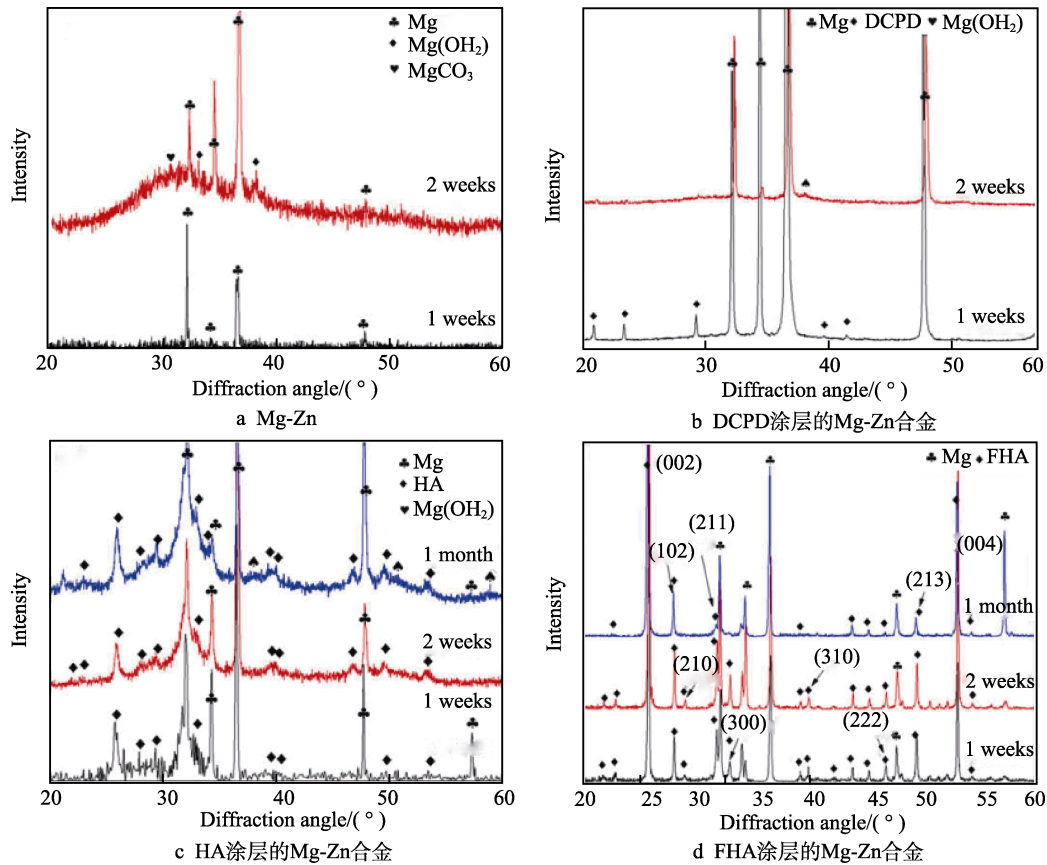 ♣ Mg
♦ Mg(OH₂)
♥ MgCO₃
Intensity
2 weeks
1 weeks
20 30 40 50 60
Diffraction angle/( ° )
a Mg-Zn
♣ Mg ♦ DCPD ♥ Mg(OH₂)
Intensity
2 weeks
1 weeks
30 40 50 60
20
Diffraction angle/( ° )
b DCPD涂层的Mg-Zn合金
♣ Mg
♦ HA
♥ Mg(OH₂)
Intensity
1 month
2 weeks
1 weeks
20 30 40 50 60
Diffraction angle/( ° )
c HA涂层的Mg-Zn合金
♣ Mg ♦ FHA
(002)
(211)
(102)
(004)
(213)
Intensity
1 month
(210)
(310)
2 weeks
(300)
(222)
1 weeks
20 25 30 35 40 45 50 55 60
Diffraction angle/( ° )
d FHA涂层的Mg-Zn合金